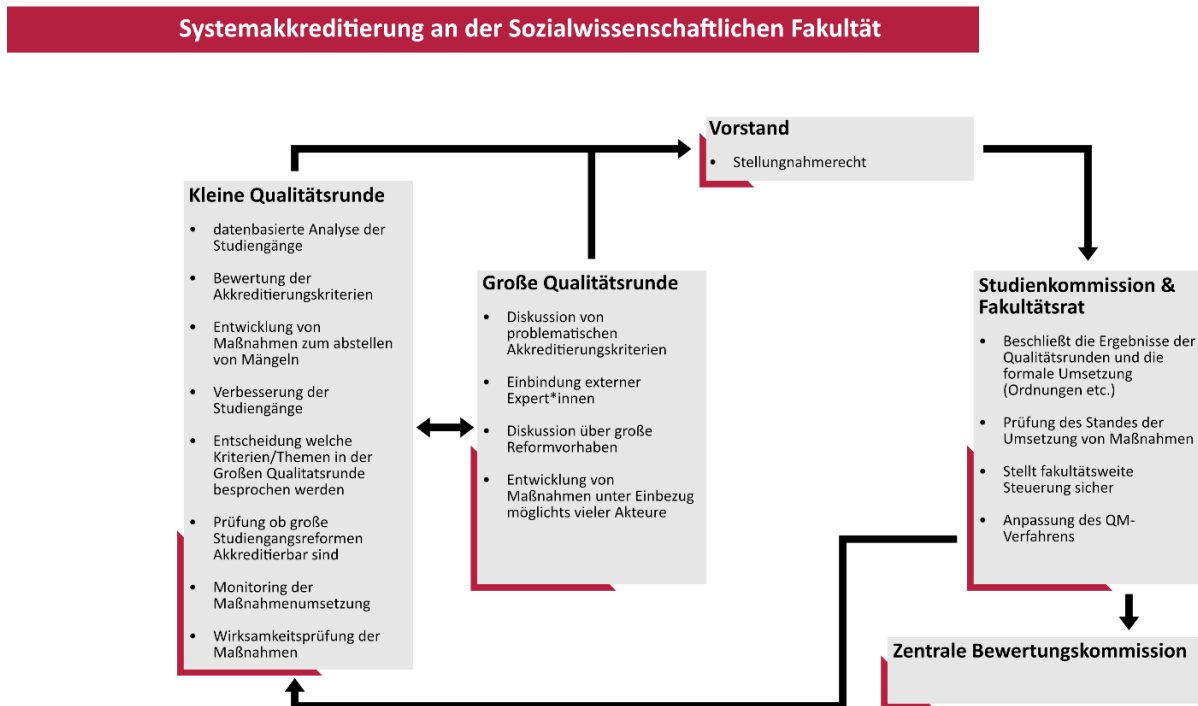 Systemakkreditierung an der Sozialwissenschaftlichen Fakultät
Vorstand
• Stellungnahmerecht
Kleine Qualitätsrunde
• datenbasierte Analyse der
Studiengänge
• Bewertung der
Akkreditierungskriterien
• Entwicklung von
Maßnahmen zum abstellen
von Mängeln
• Verbesserung der
Studiengänge
• Entscheidung welche
Kriterien/Themen in der
Großen Qualitatsrunde
besprochen werden
• Prüfung ob große
Studiengangsreformen
Akkreditierbar sind
• Monitoring der
Maßnahmenumsetzung
• Wirksamkeitsprüfung der
Maßnahmen
Große Qualitätsrunde
• Diskussion von
problematischen
Akkreditierungskriterien
• Einbindung externer
Expert*innen
• Diskussion über große
Reformvorhaben
• Entwicklung von
Maßnahmen unter Einbezug
möglichts vieler Akteure
Studienkommission &
Fakultätsrat
• Beschließt die Ergebnisse der
Qualitätsrunden und die
formale Umsetzung
(Ordnungen etc.)
• Prüfung des Standes der
Umsetzung von Maßnahmen
• Stellt fakultätsweite
Steuerung sicher
• Anpassung des QM-
Verfahrens
Zentrale Bewertungskommission